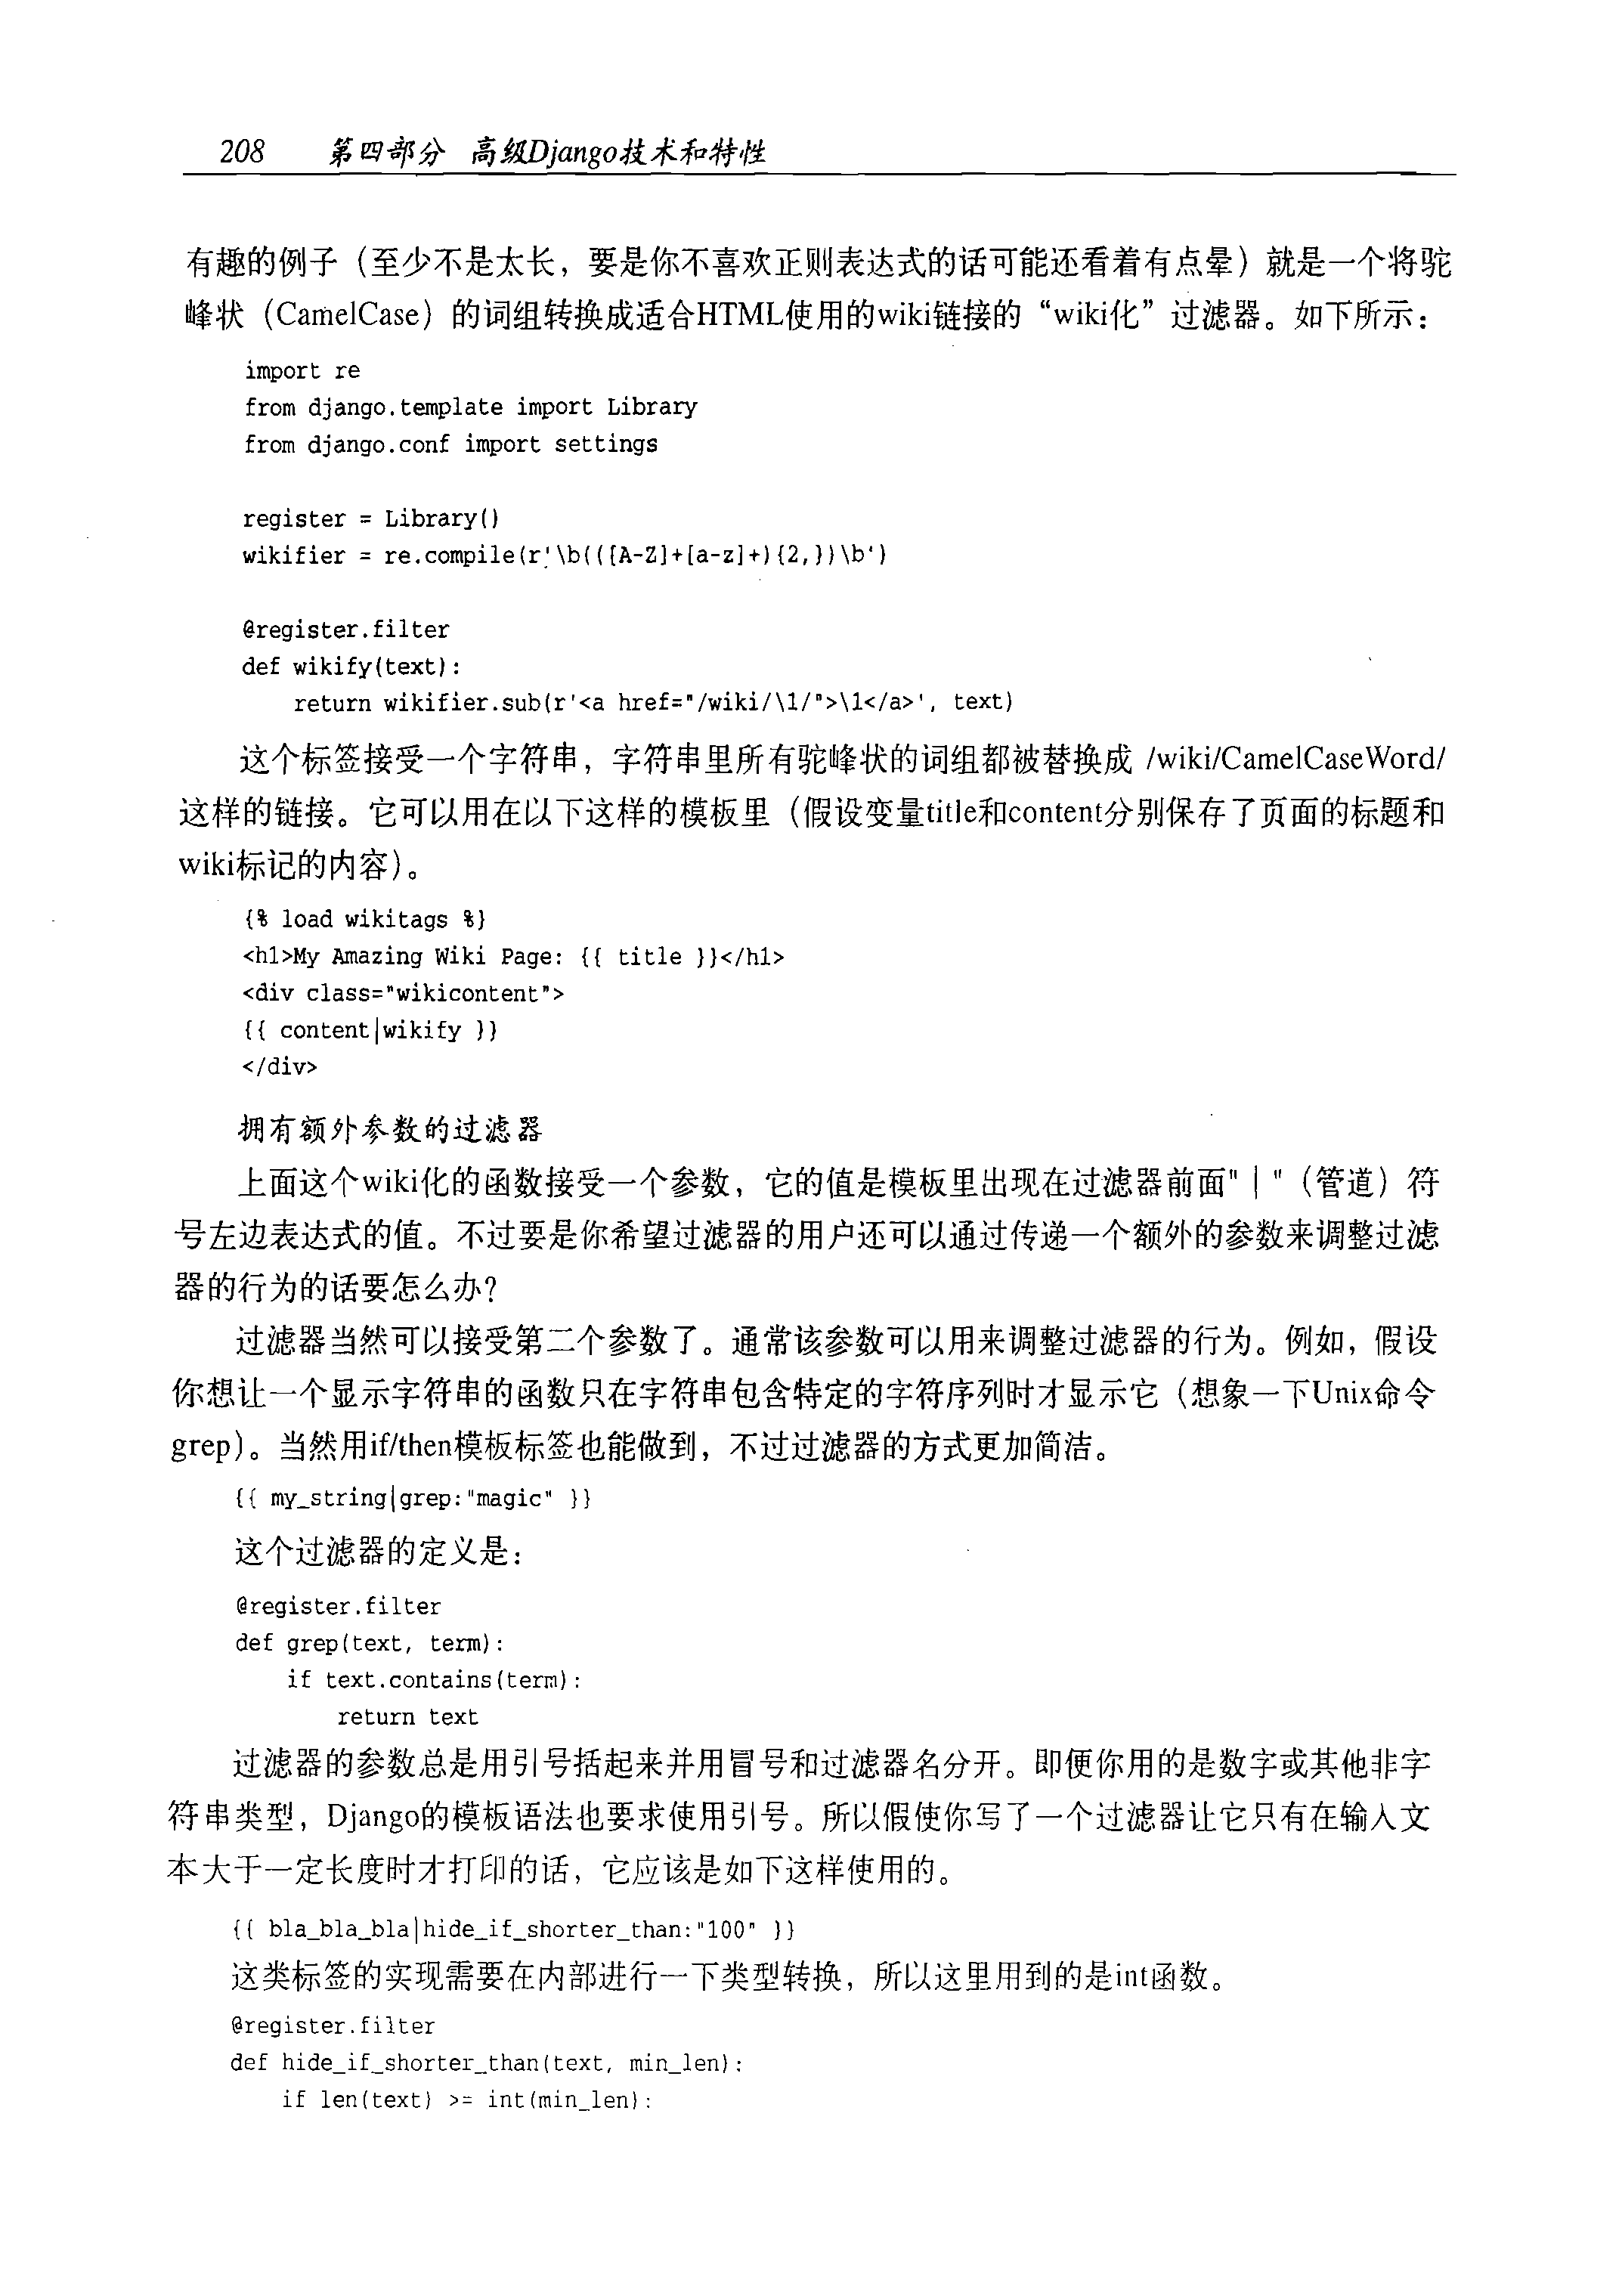 208 第四部分 高级Django技术和特性
有趣的例子（至少不是太长，要是你不喜欢正则表达式的话可能还看着有点晕）就是一个将驼
峰状（CamelCase）的词组转换成适合HTML使用的wiki链接的“wiki化”过滤器。如下所示：
import re
from django.template import Library
from django.conf import settings
register = Library()
wikifier = re.compile(r'\b(([A-Z]+[a-z]+){2,})\b')
@register.filter
def wikify(text):
    return wikifier.sub(r'<a href="/wiki/\1/">\1</a>', text)
这个标签接受一个字符串，字符串里所有驼峰状的词组都被替换成 /wiki/CamelCaseWord/
这样的链接。它可以用在以下这样的模板里（假设变量title和content分别保存了页面的标题和
wiki标记的内容）。
{% load wikitags %}
<h1>My Amazing Wiki Page: {{ title }}</h1>
<div class="wikicontent">
{{ content|wikify }}
</div>
拥有额外参数的过滤器
上面这个wiki化的函数接受一个参数，它的值是模板里出现在过滤器前面"|"（管道）符
号左边表达式的值。不过要是你希望过滤器的用户还可以通过传递一个额外的参数来调整过滤
器的行为的话要怎么办？
过滤器当然可以接受第二个参数了。通常该参数可以用来调整过滤器的行为。例如，假设
你想让一个显示字符串的函数只在字符串包含特定的字符序列时才显示它（想象一下Unix命令
grep）。当然用if/then模板标签也能做到，不过过滤器的方式更加简洁。
{{ my_string|grep:"magic" }}
这个过滤器的定义是：
@register.filter
def grep(text, term):
    if text.contains(term):
        return text
过滤器的参数总是用引号括起来并用冒号和过滤器名分开。即便你用的是数字或其他非字
符串类型，Django的模板语法也要求使用引号。所以假使你写了一个过滤器让它只有在输入文
本大于一定长度时才打印的话，它应该是如下这样使用的。
{{ bla_bla_bla|hide_if_shorter_than:"100" }}
这类标签的实现需要在内部进行一下类型转换，所以这里用到的是int函数。
@register.filter
def hide_if_shorter_than(text, min_len):
    if len(text) >= int(min_len):